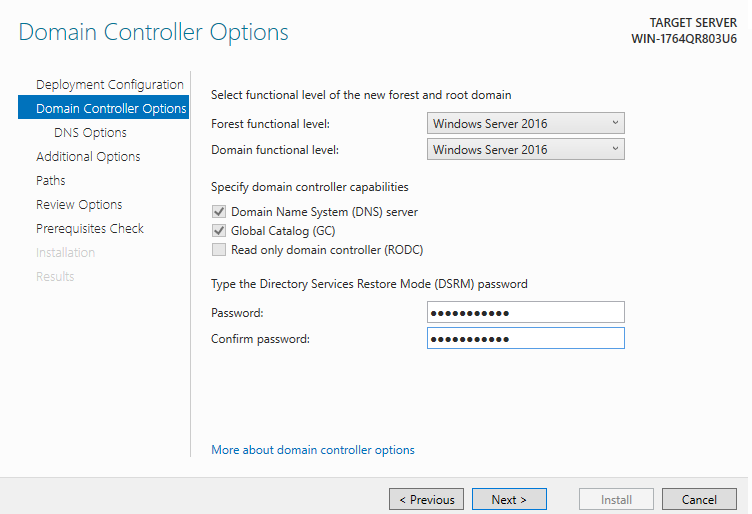 Domain Controller Options
TARGET SERVER
WIN-1764QR803U6
Deployment Configuration
Domain Controller Options
DNS Options
Additional Options
Paths
Review Options
Prerequisites Check
Installation
Results
Select functional level of the new forest and root domain
Forest functional level: Windows Server 2016
Domain functional level: Windows Server 2016
Specify domain controller capabilities
Domain Name System (DNS) server
Global Catalog (GC)
Read only domain controller (RODC)
Type the Directory Services Restore Mode (DSRM) password
Password: ●●●●●●●●●●●
Confirm password: ●●●●●●●●●●●
More about domain controller options
< Previous Next > Install Cancel